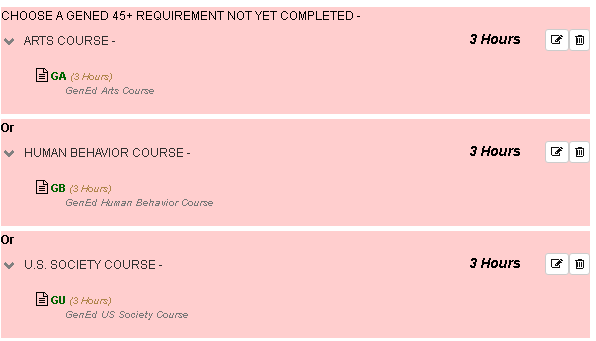 CHOOSE A GENED 45+ REQUIREMENT NOT YET COMPLETED -
ARTS COURSE - 3 Hours
GA (3 Hours)
GenEd Arts Course
Or
HUMAN BEHAVIOR COURSE - 3 Hours
GB (3 Hours)
GenEd Human Behavior Course
Or
U.S. SOCIETY COURSE - 3 Hours
GU (3 Hours)
GenEd US Society Course